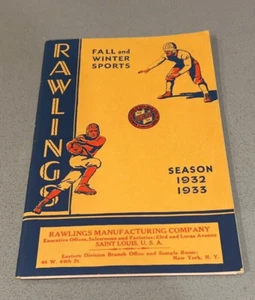 RAWLINGS
FALL and
WINTER
SPORTS
SEASON
1932
1933
RAWLINGS MANUFACTURING COMPANY
Executive Offices, Salesrooms and Factories: 23rd and Lucas Avenue
SAINT LOUIS, U. S. A.
Eastern Division Branch Office and Sample Room:
New York, N. Y.